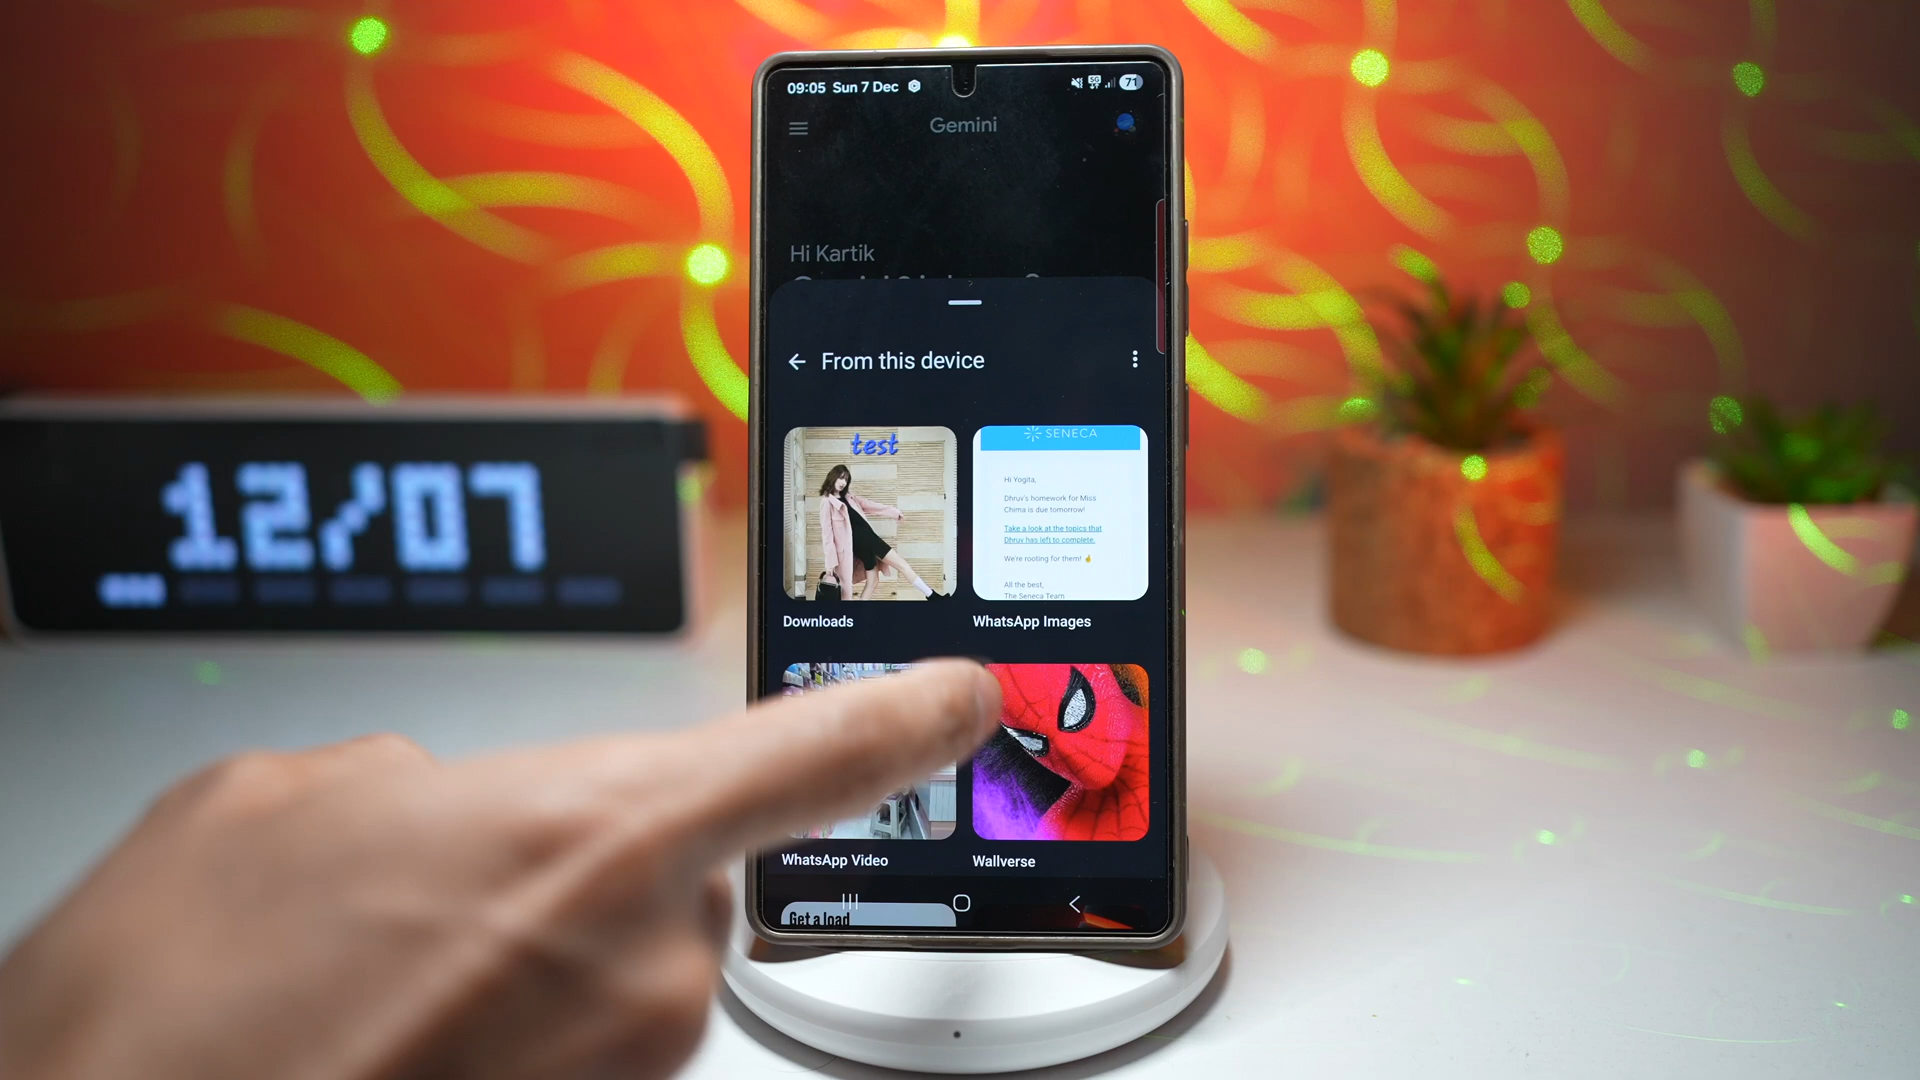 12/07
09:05 Sun 7 Dec
5G
71
Gemini
Hi Kartik
From this device
test
SENECA
Hi Yogita,
Dhruv's homework for Miss
Chima is due tomorrow!
Take a look at the topics that
Dhruv has left to complete.
We're rooting for them! 🤞
All the best,
The Seneca Team
Downloads
WhatsApp Images
WhatsApp Video
Wallverse
Get a load